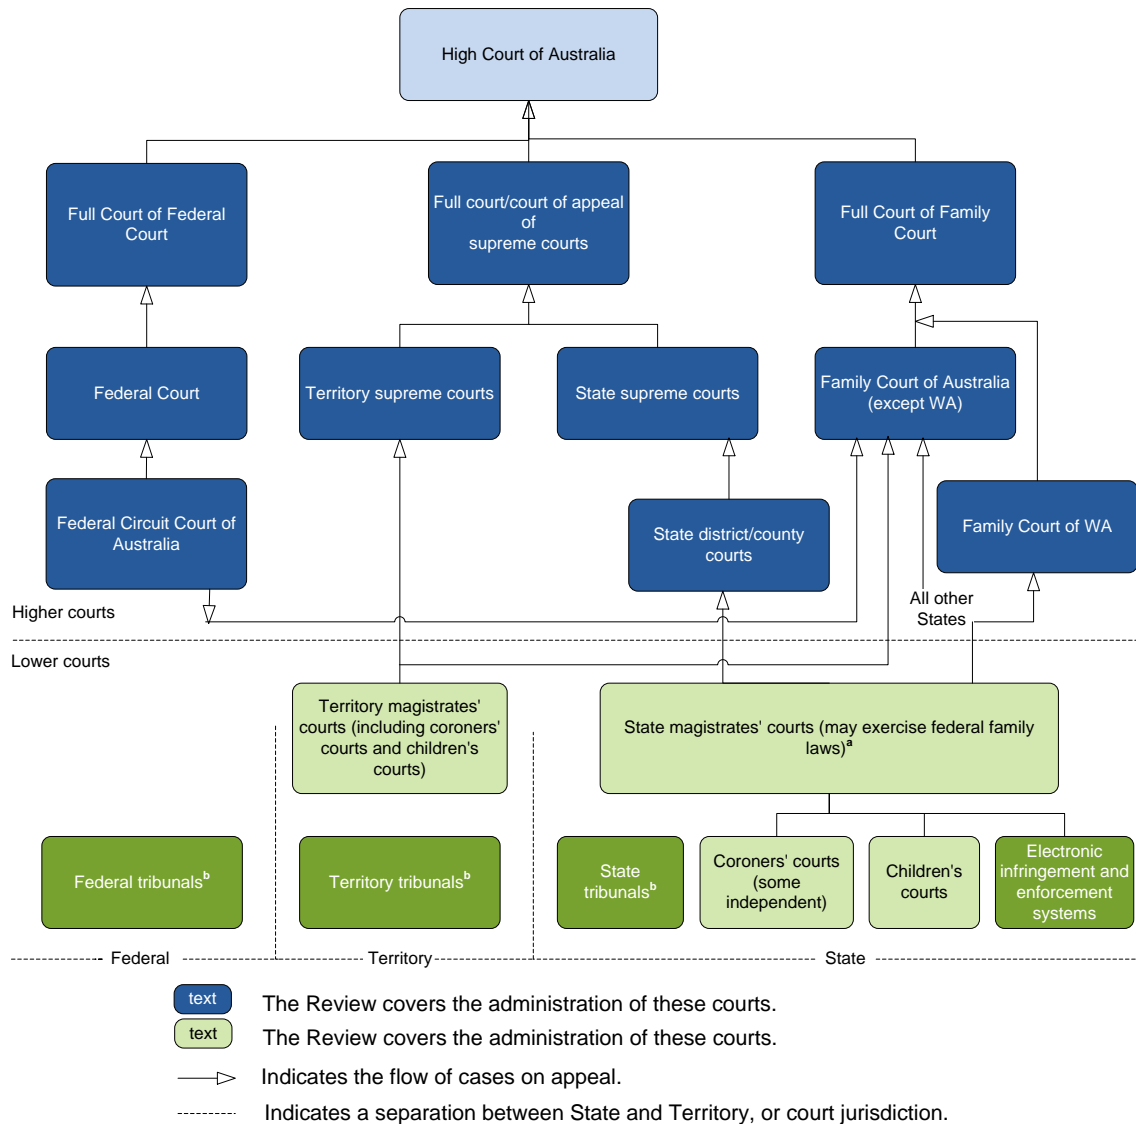 High Court of Australia
Full Court of Federal
Court
Full court/court of appeal
of
supreme courts
Full Court of Family
Court
Federal Court
Territory supreme courts
State supreme courts
Family Court of Australia
(except WA)
Federal Circuit Court of
Australia
State district/county
courts
Family Court of WA
Higher courts
All other
States
Lower courts
Territory magistrates'
courts (including coroners'
courts and children's
courts)
State magistrates' courts (may exercise federal family
laws)a
Federal tribunalsb
Territory tribunalsb
State
tribunalsb
Coroners' courts
(some
independent)
Children's
courts
Electronic
infringement and
enforcement
systems
Federal
Territory
State
text
The Review covers the administration of these courts.
text
The Review covers the administration of these courts.
Indicates the flow of cases on appeal.
Indicates a separation between State and Territory, or court jurisdiction.